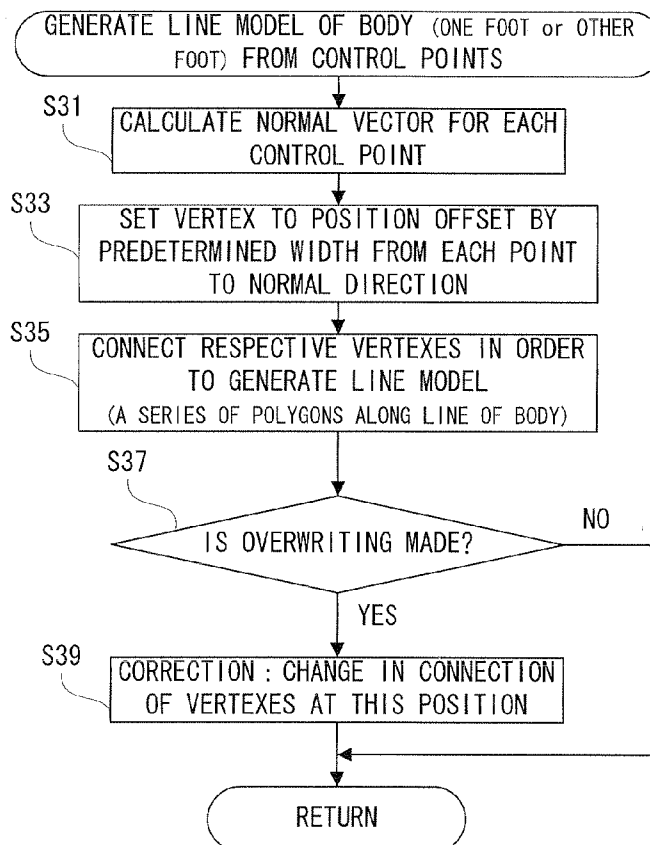 GENERATE LINE MODEL OF BODY (ONE FOOT or OTHER
FOOT) FROM CONTROL POINTS
S31
CALCULATE NORMAL VECTOR FOR EACH
CONTROL POINT
S33
SET VERTEX TO POSITION OFFSET BY
PREDETERMINED WIDTH FROM EACH POINT
TO NORMAL DIRECTION
S35
CONNECT RESPECTIVE VERTEXES IN ORDER
TO GENERATE LINE MODEL
(A SERIES OF POLYGONS ALONG LINE OF BODY)
S37
IS OVERWRITING MADE?
NO
YES
S39
CORRECTION : CHANGE IN CONNECTION
OF VERTEXES AT THIS POSITION
RETURN